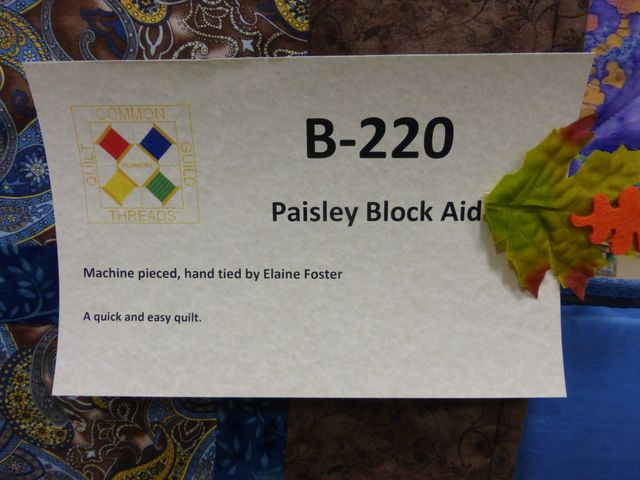 COMMON
QUILT
GUILD
THREADS
B-220
Paisley Block Aid
Machine pieced, hand tied by Elaine Foster
A quick and easy quilt.